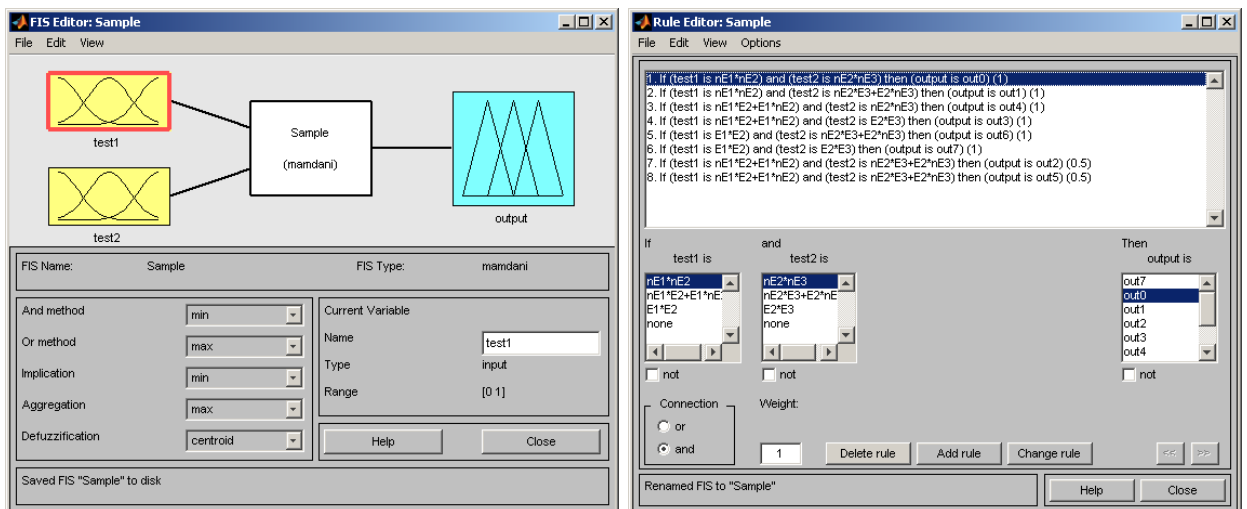 FIS Editor: Sample
File Edit View
test1
test2
Sample
(mamdani)
output
FIS Name: Sample FIS Type: mamdani
And method min
Or method max
Implication min
Aggregation max
Defuzzification centroid
Current Variable
Name test1
Type input
Range [0 1]
Help Close
Saved FIS "Sample" to disk
Rule Editor: Sample
File Edit View Options
1. If (test1 is nE1*nE2) and (test2 is nE2*nE3) then (output is out0) (1)
2. If (test1 is nE1*nE2) and (test2 is nE2*E3+E2*nE3) then (output is out1) (1)
3. If (test1 is nE1*E2+E1*nE2) and (test2 is nE2*nE3) then (output is out4) (1)
4. If (test1 is nE1*E2+E1*nE2) and (test2 is E2*E3) then (output is out3) (1)
5. If (test1 is E1*E2) and (test2 is nE2*E3+E2*nE3) then (output is out6) (1)
6. If (test1 is E1*E2) and (test2 is E2*E3) then (output is out7) (1)
7. If (test1 is nE1*E2+E1*nE2) and (test2 is nE2*E3+E2*nE3) then (output is out2) (0.5)
8. If (test1 is nE1*E2+E1*nE2) and (test2 is nE2*E3+E2*nE3) then (output is out5) (0.5)
If and Then
test1 is test2 is output is
nE1*nE2
nE1*E2+E1*nE
E1*E2
none
nE2*nE3
nE2*E3+E2*nE
E2*E3
none
out7
out0
out1
out2
out3
out4
not not not
Connection
or
and
Weight:
1
Delete rule Add rule Change rule << >>
Renamed FIS to "Sample"
Help Close